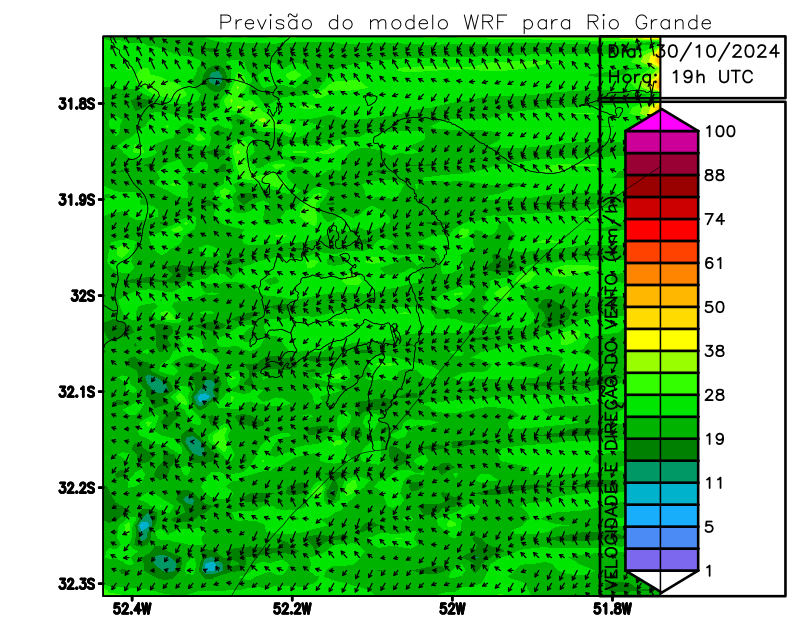 Previsão do modelo WRF para Rio Grande
Dia: 30/10/2024
Hora: 19h UTC
31.8S
31.9S
32S
32.1S
32.2S
32.3S
52.4W
52.2W
52W
51.8W
VELOCIDADE E DIREÇÃO DO VENTO (km/h)
100
88
74
61
50
38
28
19
11
5
1